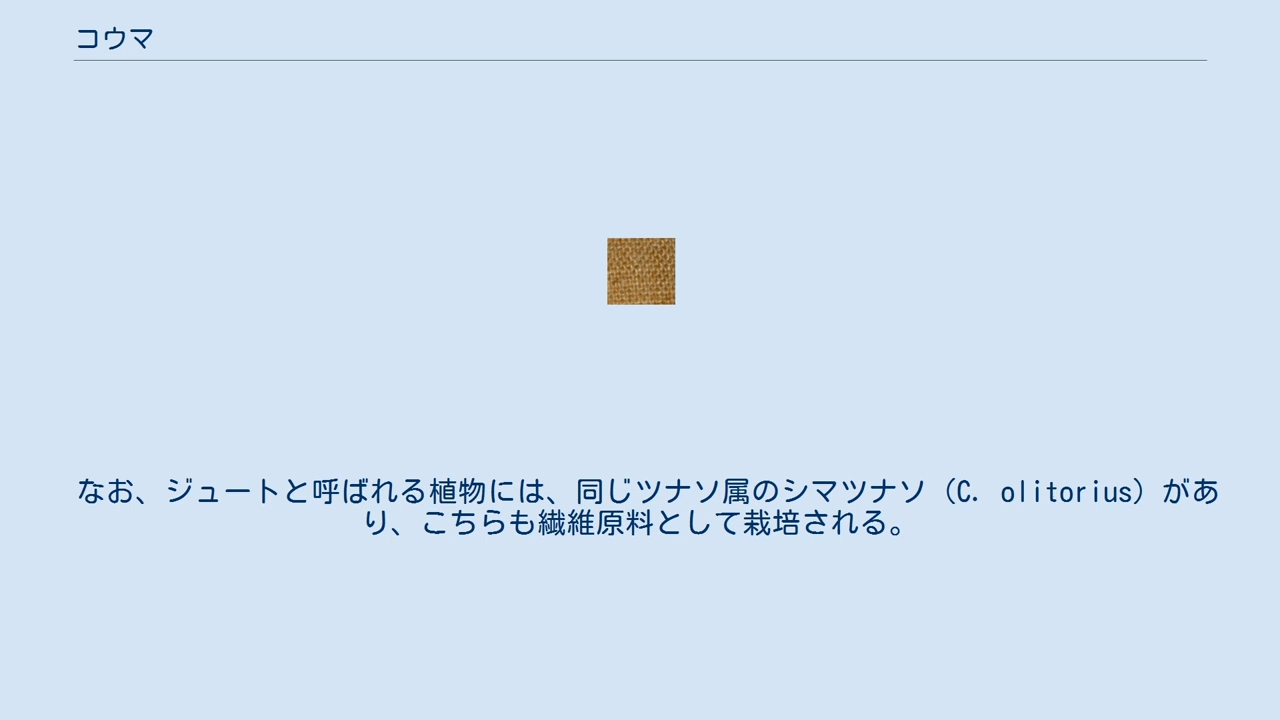 コウマ
なお、ジュートと呼ばれる植物には、同じツナソ属のシマツナソ（C. olitorius）があ
り、こちらも繊維原料として栽培される。